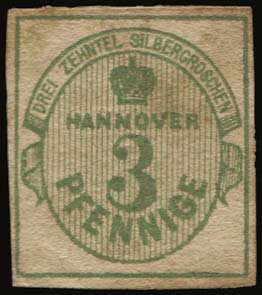 DREI ZEHNTEL SILBERGROSCHEN
HANNOVER
3
PFENNIGE